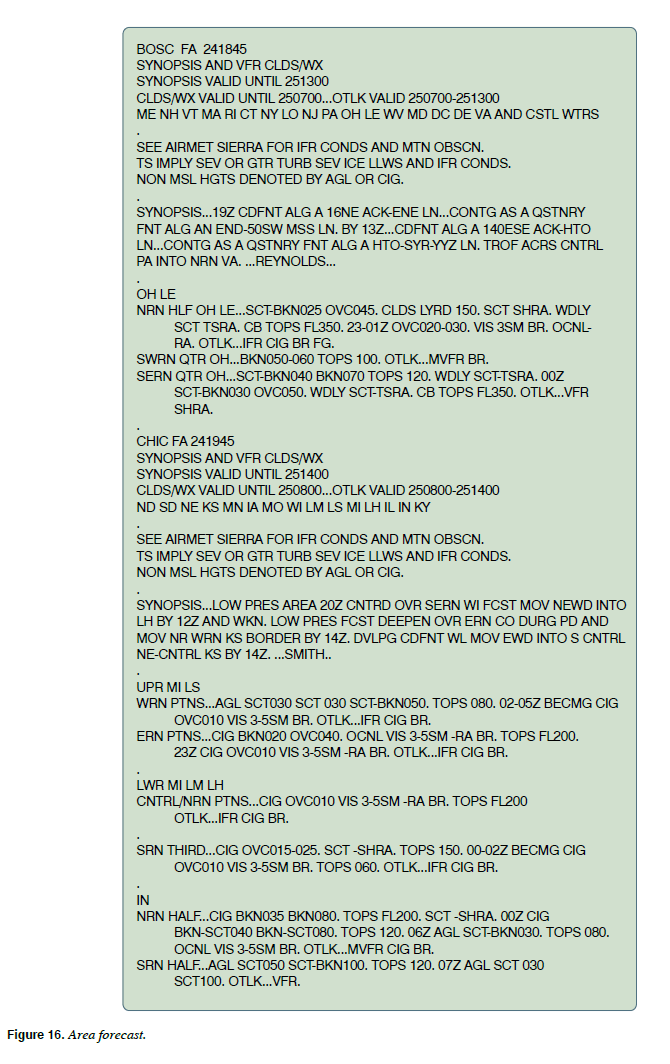 BOSC FA 241845
SYNOPSIS AND VFR CLDS/WX
SYNOPSIS VALID UNTIL 251300
CLDS/WX VALID UNTIL 250700...OTLK VALID 250700-251300
ME NH VT MA RI CT NY LO NJ PA OH LE WV MD DC DE VA AND CSTL WTRS
.
SEE AIRMET SIERRA FOR IFR CONDS AND MTN OBSCN.
TS IMPLY SEV OR GTR TURB SEV ICE LLWS AND IFR CONDS.
NON MSL HGTS DENOTED BY AGL OR CIG.
.
SYNOPSIS...19Z CDFNT ALG A 16NE ACK-ENE LN...CONTG AS A QSTNRY
FNT ALG AN END-50SW MSS LN. BY 13Z...CDFNT ALG A 140ESE ACK-HTO
LN...CONTG AS A QSTNRY FNT ALG A HTO-SYR-YYZ LN. TROF ACRS CNTRL
PA INTO NRN VA. ...REYNOLDS...
.
OH LE
NRN HLF OH LE...SCT-BKN025 OVC045. CLDS LYRD 150. SCT SHRA. WDLY
SCT TSRA. CB TOPS FL350. 23-01Z OVC020-030. VIS 3SM BR. OCNL-
RA. OTLK...IFR CIG BR FG.
SWRN QTR OH...BKN050-060 TOPS 100. OTLK...MVFR BR.
SERN QTR OH...SCT-BKN040 BKN070 TOPS 120. WDLY SCT-TSRA. 00Z
SCT-BKN030 OVC050. WDLY SCT-TSRA. CB TOPS FL350. OTLK...VFR
SHRA.
.
CHIC FA 241945
SYNOPSIS AND VFR CLDS/WX
SYNOPSIS VALID UNTIL 251400
CLDS/WX VALID UNTIL 250800...OTLK VALID 250800-251400
ND SD NE KS MN IA MO WI LM LS MI LH IL IN KY
.
SEE AIRMET SIERRA FOR IFR CONDS AND MTN OBSCN.
TS IMPLY SEV OR GTR TURB SEV ICE LLWS AND IFR CONDS.
NON MSL HGTS DENOTED BY AGL OR CIG.
.
SYNOPSIS...LOW PRES AREA 20Z CNTRD OVR SERN WI FCST MOV NEWD INTO
LH BY 12Z AND WKN. LOW PRES FCST DEEPEN OVR ERN CO DURG PD AND
MOV NR WRN KS BORDER BY 14Z. DVLPG CDFNT WL MOV EWD INTO S CNTRL
NE-CNTRL KS BY 14Z. ...SMITH..
.
UPR MI LS
WRN PTNS...AGL SCT030 SCT 030 SCT-BKN050. TOPS 080. 02-05Z BECMG CIG
OVC010 VIS 3-5SM BR. OTLK...IFR CIG BR.
ERN PTNS...CIG BKN020 OVC040. OCNL VIS 3-5SM -RA BR. TOPS FL200.
23Z CIG OVC010 VIS 3-5SM -RA BR. OTLK...IFR CIG BR.
.
LWR MI LM LH
CNTRL/NRN PTNS...CIG OVC010 VIS 3-5SM -RA BR. TOPS FL200
OTLK...IFR CIG BR.
.
SRN THIRD...CIG OVC015-025. SCT -SHRA. TOPS 150. 00-02Z BECMG CIG
OVC010 VIS 3-5SM BR. TOPS 060. OTLK...IFR CIG BR.
.
IN
NRN HALF...CIG BKN035 BKN080. TOPS FL200. SCT -SHRA. 00Z CIG
BKN-SCT040 BKN-SCT080. TOPS 120. 06Z AGL SCT-BKN030. TOPS 080.
OCNL VIS 3-5SM BR. OTLK...MVFR CIG BR.
SRN HALF...AGL SCT050 SCT-BKN100. TOPS 120. 07Z AGL SCT 030
SCT100. OTLK...VFR.
Figure 16. Area forecast.